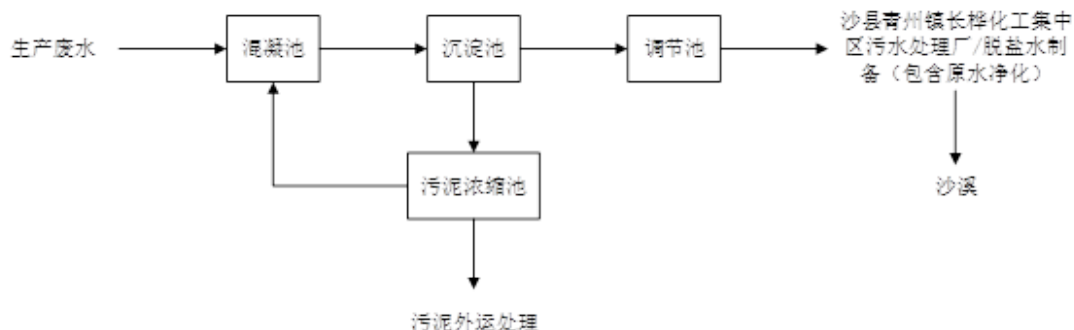 生产废水
混凝池
沉淀池
调节池
沙县青州镇长桦化工集中
区污水处理厂/脱盐水制
备（包含原水净化）
污泥浓缩池
沙溪
污泥外运处理